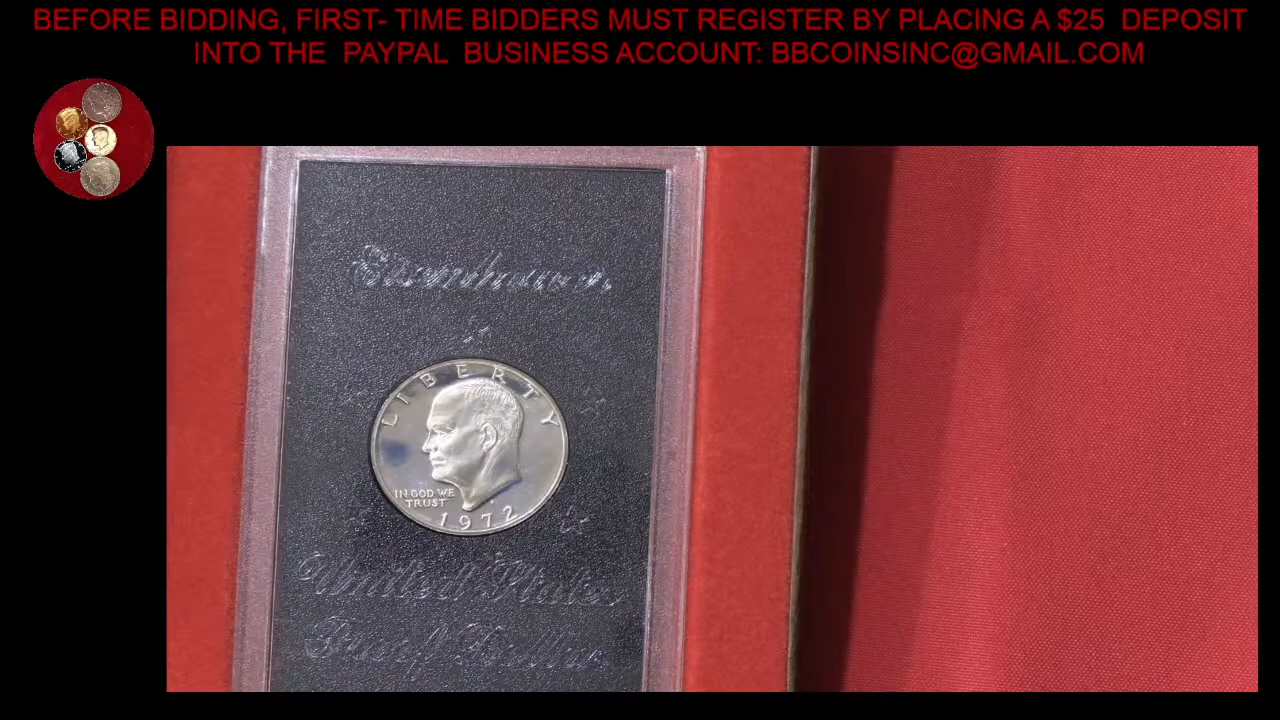 BEFORE BIDDING, FIRST- TIME BIDDERS MUST REGISTER BY PLACING A $25 DEPOSIT
INTO THE PAYPAL BUSINESS ACCOUNT: BBCOINSINC@GMAIL.COM
Eisenhower
LIBERTY
IN GOD WE
TRUST
1972
United States
Proof Dollar